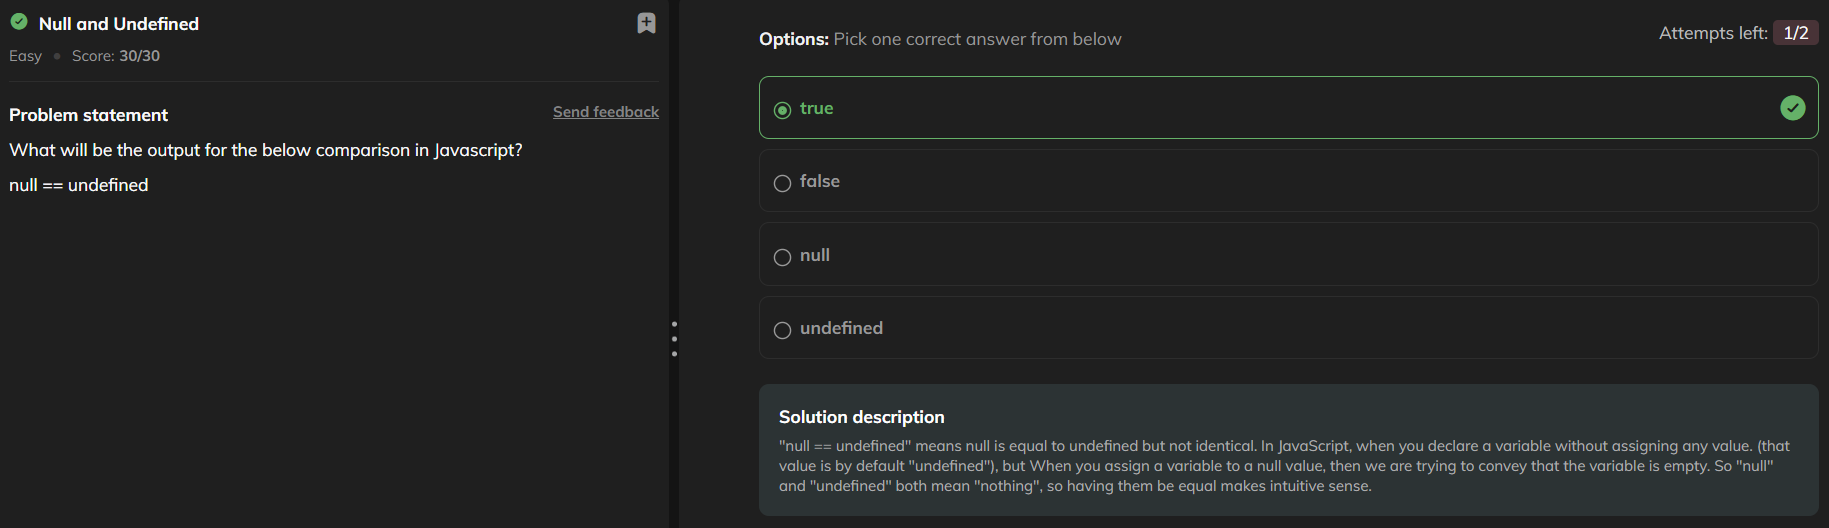 Null and Undefined
Easy Score: 30/30
Problem statement
Send feedback
What will be the output for the below comparison in Javascript?
null == undefined
Options: Pick one correct answer from below
Attempts left: 1/2
true
false
null
undefined
Solution description
"null == undefined" means null is equal to undefined but not identical. In JavaScript, when you declare a variable without assigning any value. (that
value is by default "undefined"), but When you assign a variable to a null value, then we are trying to convey that the variable is empty. So "null"
and "undefined" both mean "nothing", so having them be equal makes intuitive sense.